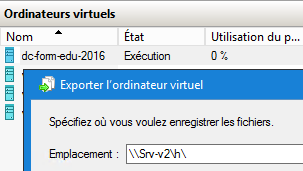 Ordinateurs virtuels
Nom État Utilisation du p...
dc-form-edu-2016 Exécution 0 %
Exporter l'ordinateur virtuel
Spécifiez où vous voulez enregistrer les fichiers.
Emplacement : \\Srv-v2\h\